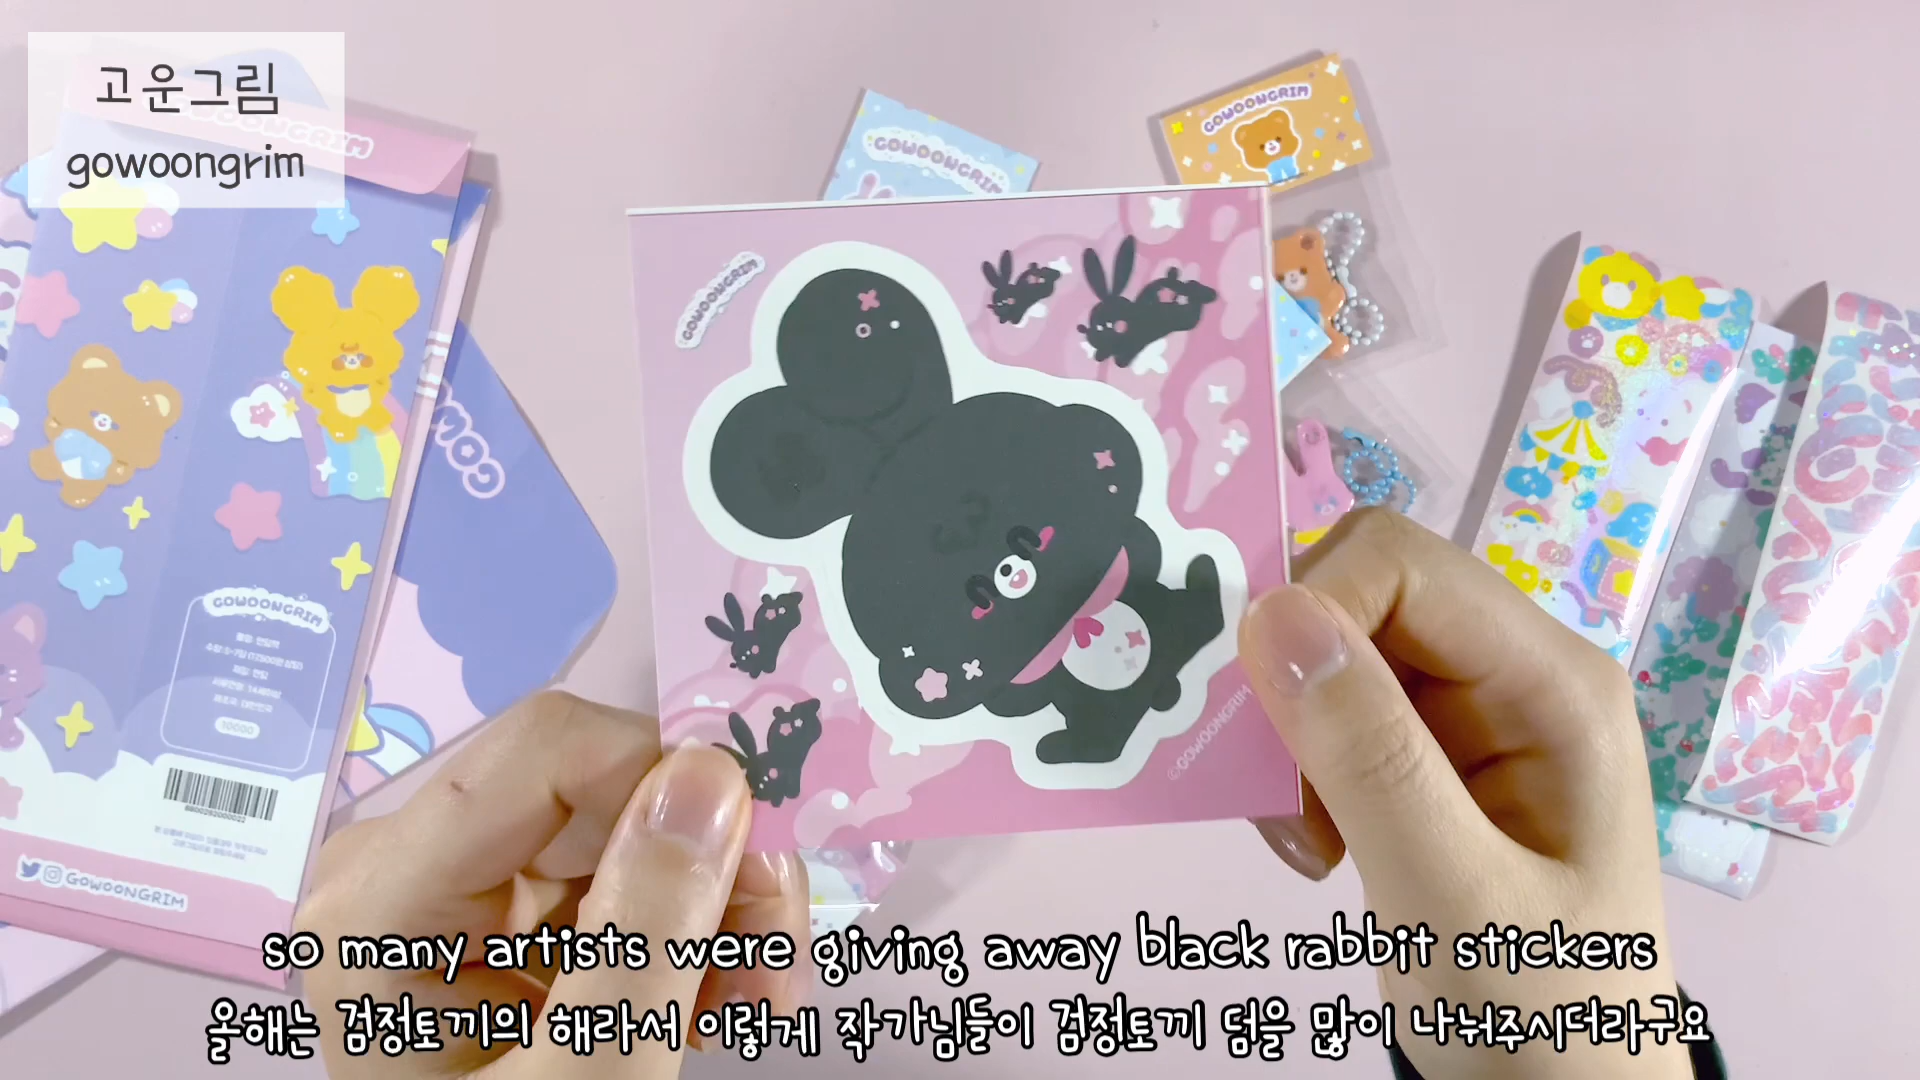 고운그림
gowoongrim
GOWOONGRIM
GOWOONGRIM
GOWOONGRIM
GOWOONGRIM
©GOWOONGRIM
GOWOONGRIM
10000
GOWOONGRIM
so many artists were giving away black rabbit stickers
올해는 검정토끼의 해라서 이렇게 작가님들이 검정토끼 덤을 많이 나눠주시더라구요